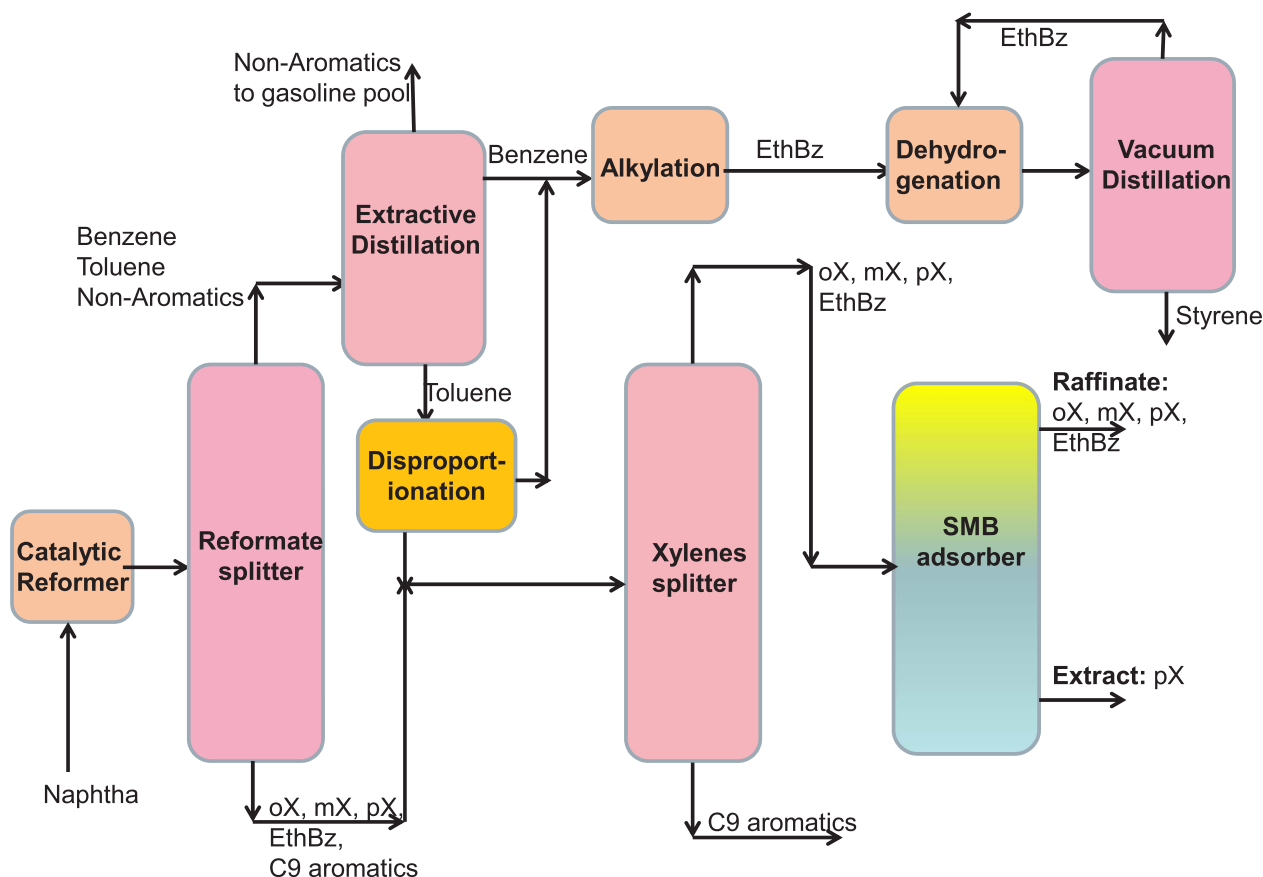 EthBz
Non-Aromatics
to gasoline pool
Benzene
Alkylation
EthBz
Dehydro-
genation
Vacuum
Distillation
Extractive
Distillation
Benzene
Toluene
Non-Aromatics
oX, mX, pX,
EthBz
Styrene
Toluene
Raffinate:
oX, mX, pX,
EthBz
Disproport-
ionation
Catalytic
Reformer
Reformate
splitter
Xylenes
splitter
SMB
adsorber
Extract: pX
Naphtha
oX, mX, pX,
EthBz,
C9 aromatics
C9 aromatics